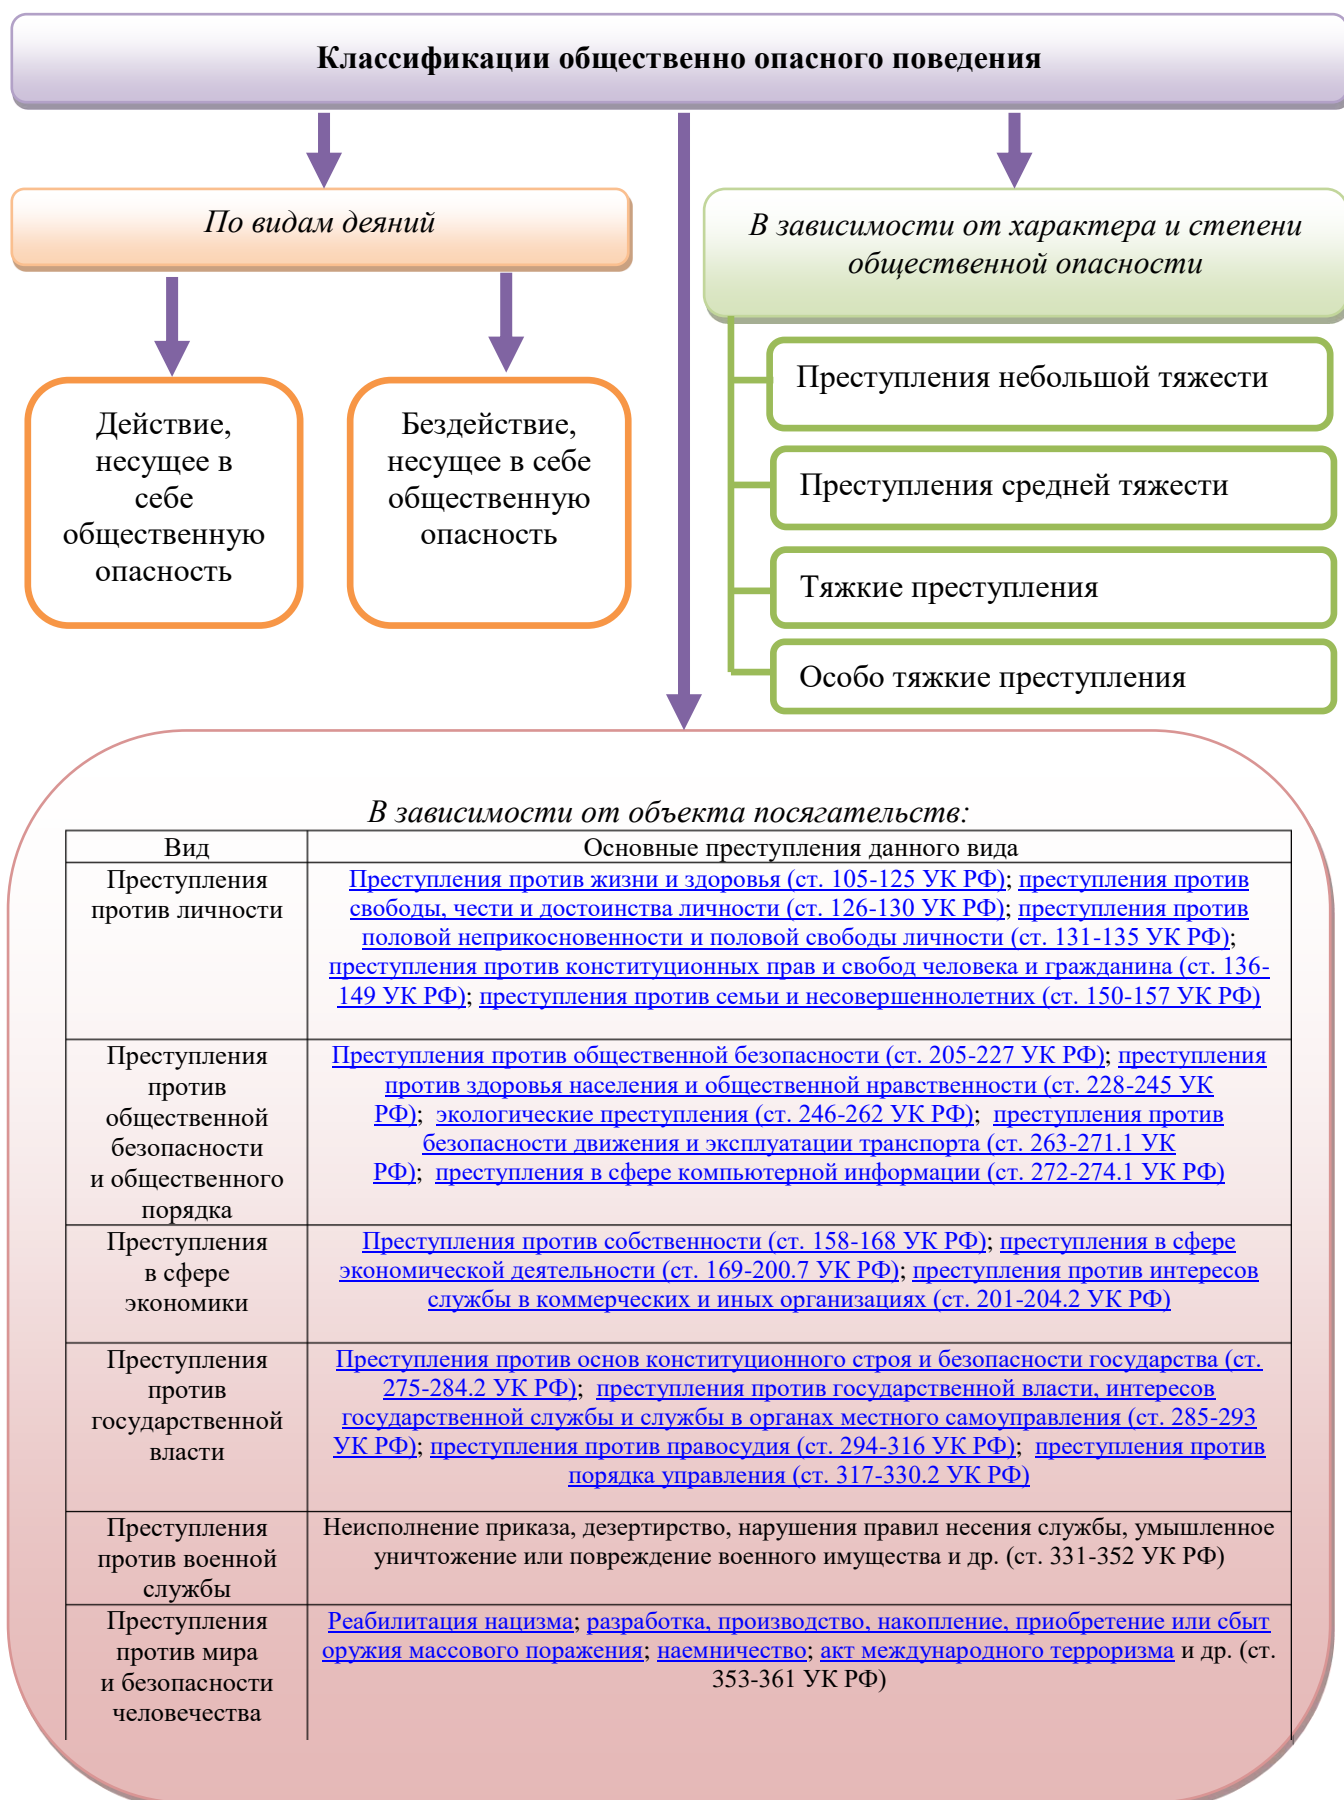 Классификации общественно опасного поведения
По видам деяний
В зависимости от характера и степени
общественной опасности
Действие,
несущее в
себе
общественную
опасность
Бездействие,
несущее в себе
общественную
опасность
Преступления небольшой тяжести
Преступления средней тяжести
Тяжкие преступления
Особо тяжкие преступления
В зависимости от объекта посягательств:
Вид
Основные преступления данного вида
Преступления
против личности
Преступления против жизни и здоровья (ст. 105-125 УК РФ); преступления против
свободы, чести и достоинства личности (ст. 126-130 УК РФ); преступления против
половой неприкосновенности и половой свободы личности (ст. 131-135 УК РФ);
преступления против конституционных прав и свобод человека и гражданина (ст. 136-
149 УК РФ); преступления против семьи и несовершеннолетних (ст. 150-157 УК РФ)
Преступления
против
общественной
безопасности
и общественного
порядка
Преступления против общественной безопасности (ст. 205-227 УК РФ); преступления
против здоровья населения и общественной нравственности (ст. 228-245 УК
РФ); экологические преступления (ст. 246-262 УК РФ); преступления против
безопасности движения и эксплуатации транспорта (ст. 263-271.1 УК
РФ); преступления в сфере компьютерной информации (ст. 272-274.1 УК РФ)
Преступления
в сфере
экономики
Преступления против собственности (ст. 158-168 УК РФ); преступления в сфере
экономической деятельности (ст. 169-200.7 УК РФ); преступления против интересов
службы в коммерческих и иных организациях (ст. 201-204.2 УК РФ)
Преступления
против
государственной
власти
Преступления против основ конституционного строя и безопасности государства (ст.
275-284.2 УК РФ); преступления против государственной власти, интересов
государственной службы и службы в органах местного самоуправления (ст. 285-293
УК РФ); преступления против правосудия (ст. 294-316 УК РФ); преступления против
порядка управления (ст. 317-330.2 УК РФ)
Преступления
против военной
службы
Неисполнение приказа, дезертирство, нарушения правил несения службы, умышленное
уничтожение или повреждение военного имущества и др. (ст. 331-352 УК РФ)
Преступления
против мира
и безопасности
человечества
Реабилитация нацизма; разработка, производство, накопление, приобретение или сбыт
оружия массового поражения; наемничество; акт международного терроризма и др. (ст.
353-361 УК РФ)